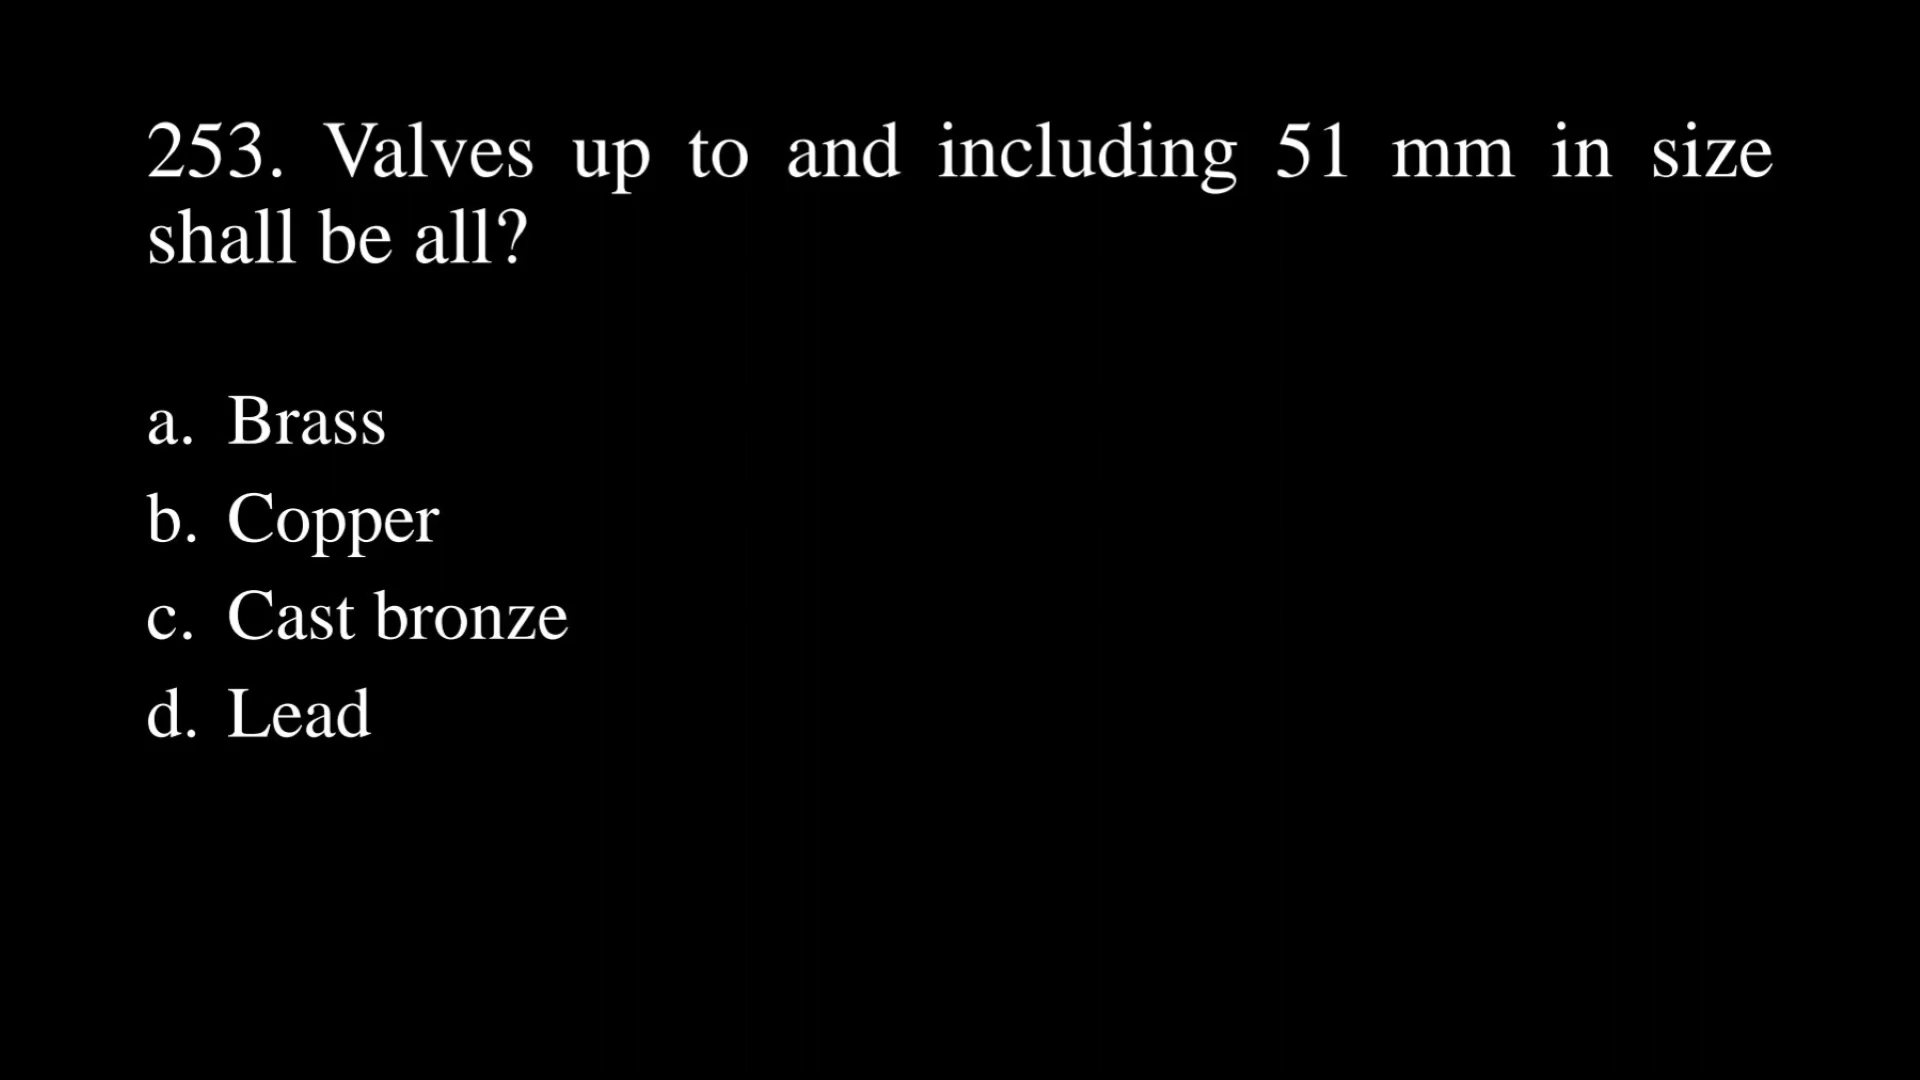 253. Valves up to and including 51 mm in size
shall be all?
a. Brass
b. Copper
c. Cast bronze
d. Lead